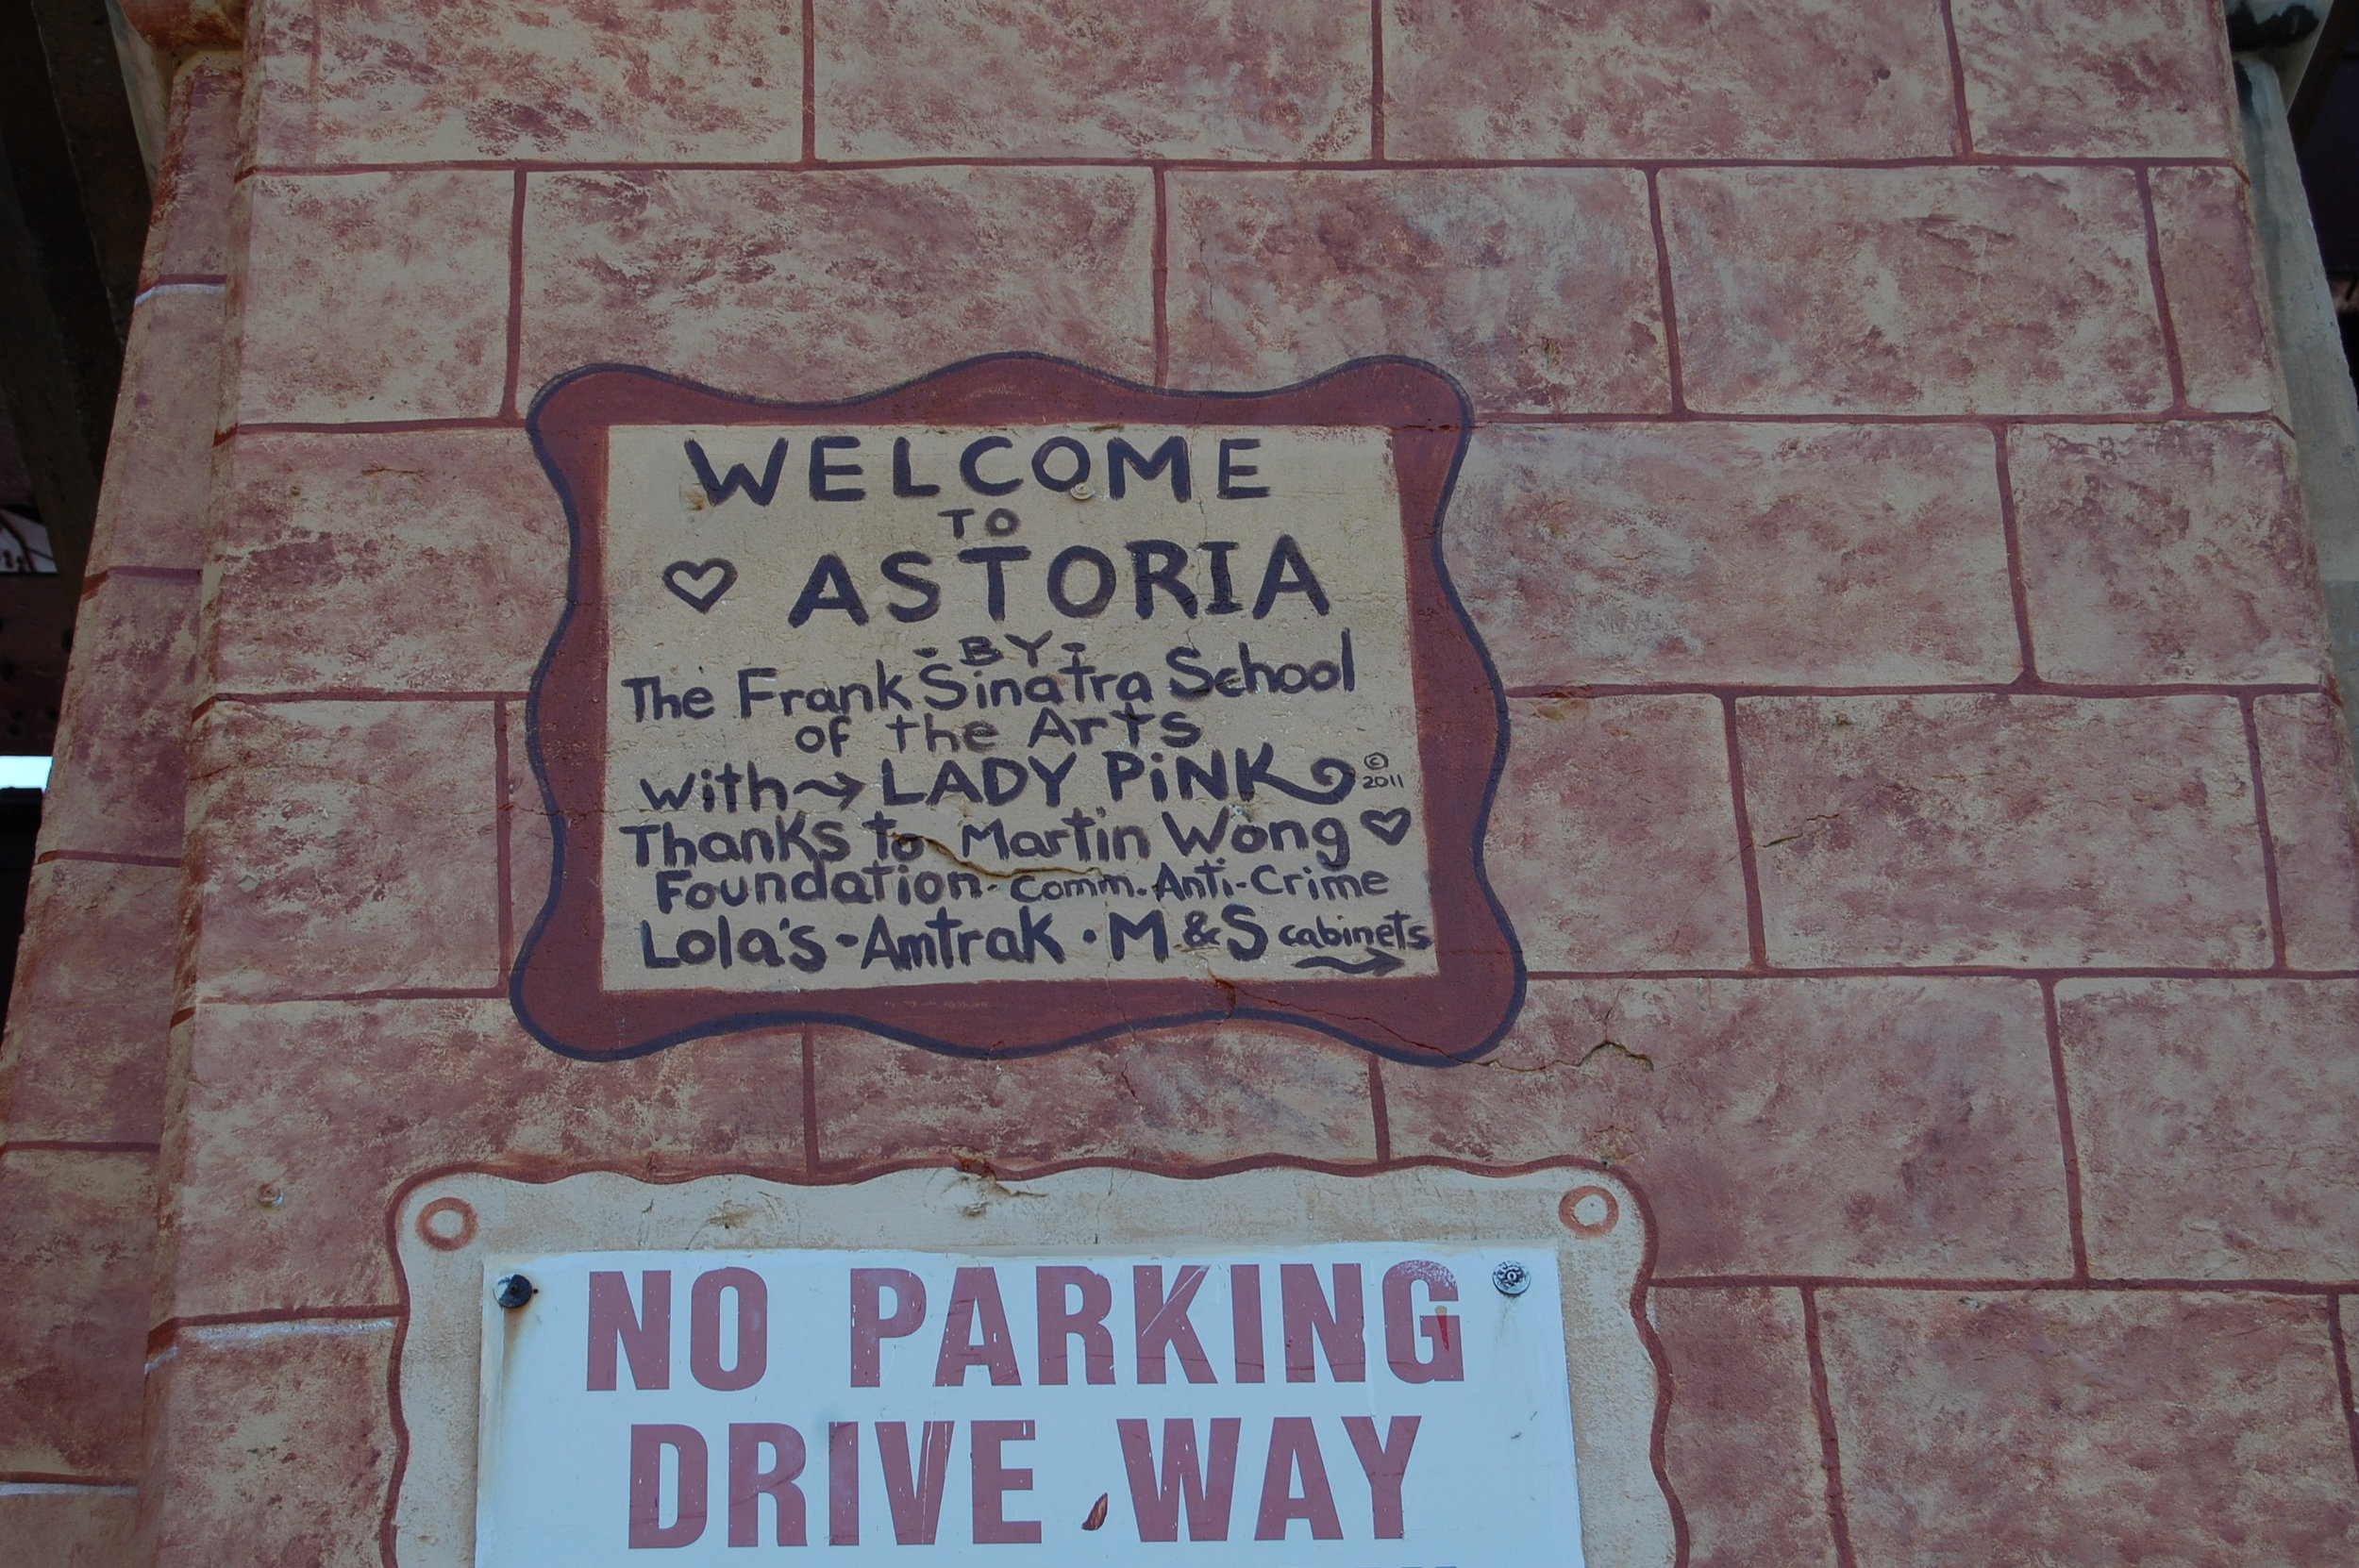 WELCOME
TO
ASTORIA
-BY-
The Frank Sinatra School
of the Arts
with LADY PiNK © 2011
Thanks to Martin Wong
Foundation - comm. Anti-Crime
Lola's - Amtrak · M & S cabinets
NO PARKING
DRIVE WAY